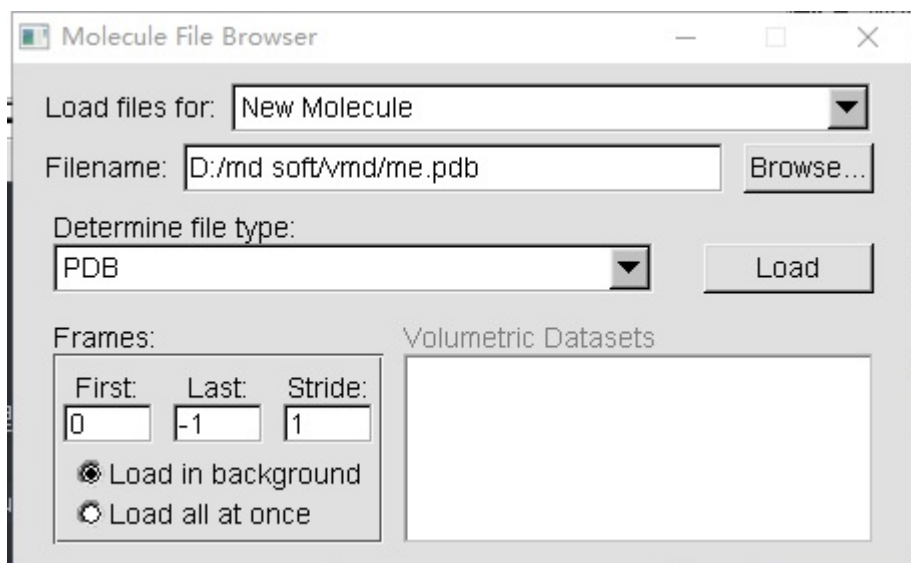 Molecule File Browser
Load files for: New Molecule
Filename: D:/md soft/vmd/me.pdb Browse...
Determine file type:
PDB Load
Frames: Volumetric Datasets
First: Last: Stride:
0 -1 1
Load in background
Load all at once